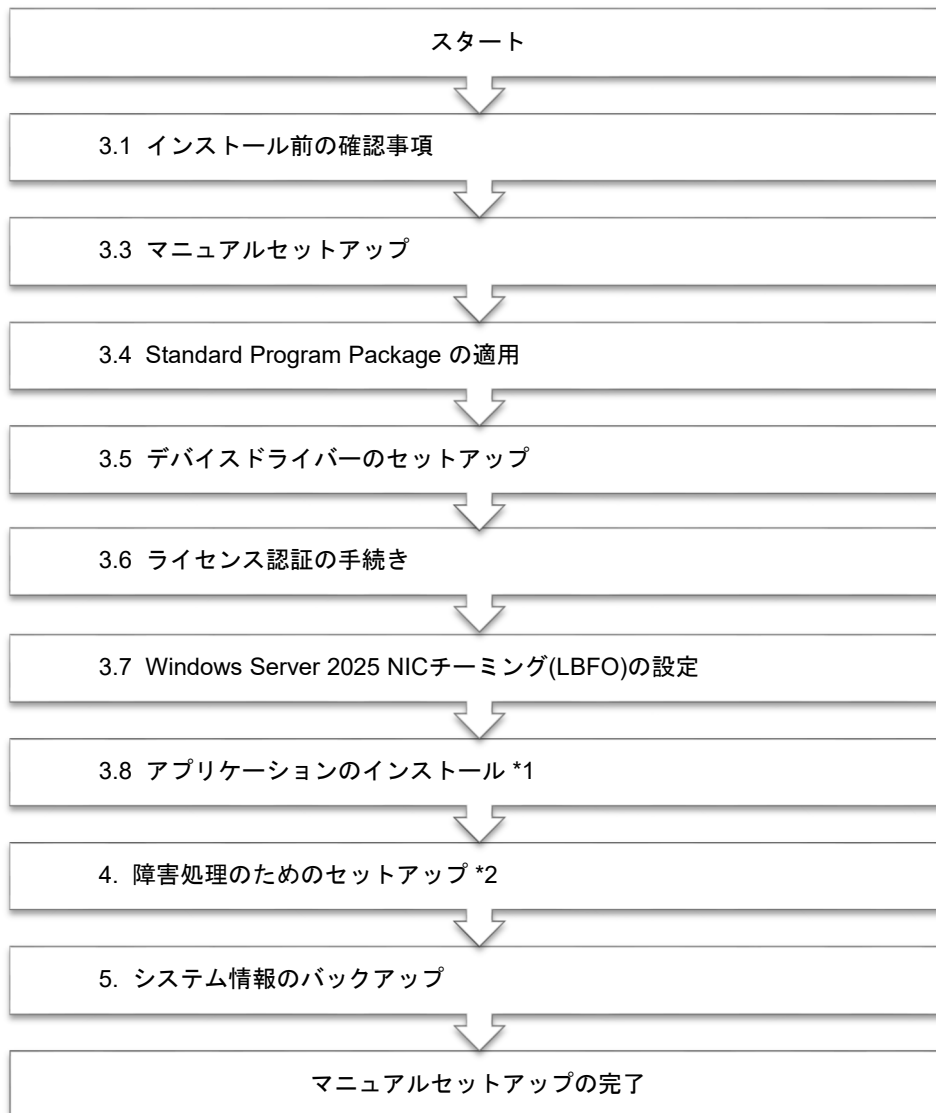 スタート
3.1 インストール前の確認事項
3.3 マニュアルセットアップ
3.4 Standard Program Package の適用
3.5 デバイスドライバーのセットアップ
3.6 ライセンス認証の手続き
3.7 Windows Server 2025 NICチーミング(LBFO)の設定
3.8 アプリケーションのインストール *1
4. 障害処理のためのセットアップ *2
5. システム情報のバックアップ
マニュアルセットアップの完了